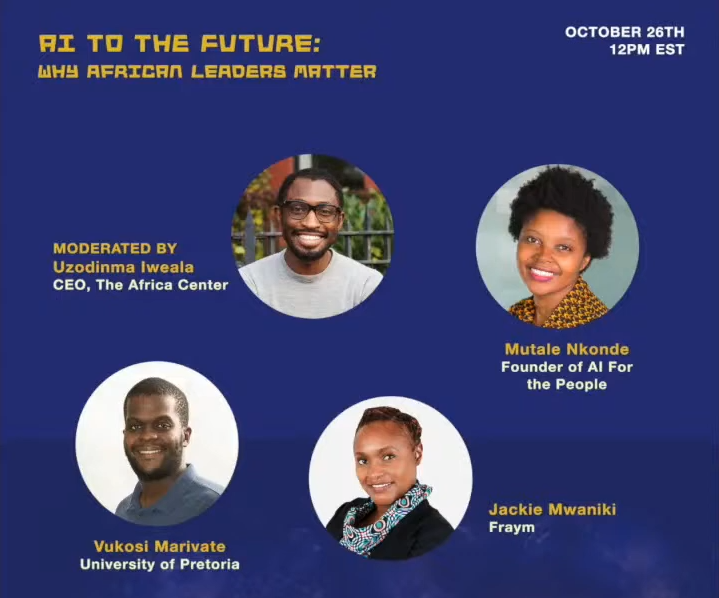 AI TO THE FUTURE:
WHY AFRICAN LEADERS MATTER
OCTOBER 26TH
12PM EST
MODERATED BY
Uzodinma Iweala
CEO, The Africa Center
Mutale Nkonde
Founder of AI For
the People
Vukosi Marivate
University of Pretoria
Jackie Mwaniki
Fraym